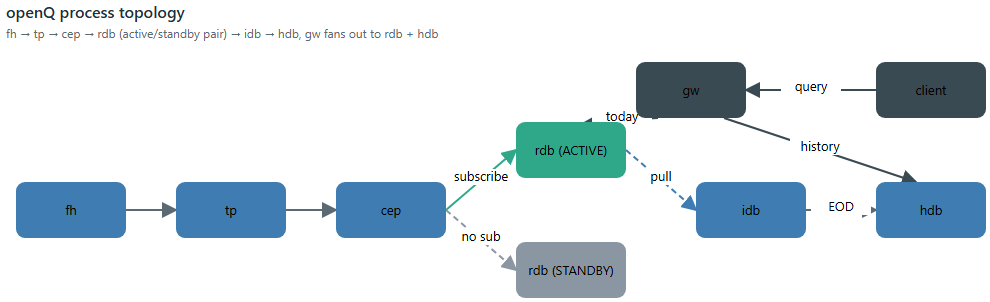 openQ process topology
fh → tp → cep → rdb (active/standby pair) → idb → hdb, gw fans out to rdb + hdb
gw
query
client
today
rdb (ACTIVE)
history
subscribe
pull
fh
tp
cep
idb
EOD
hdb
no sub
rdb (STANDBY)